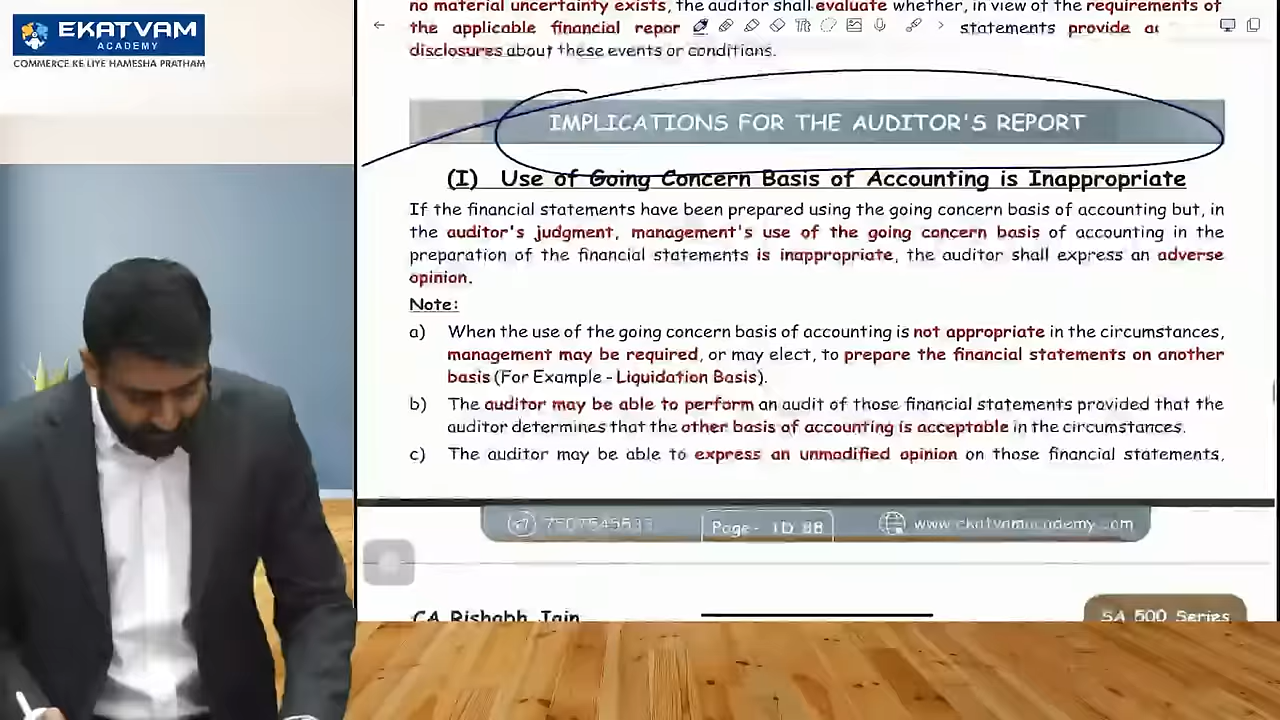 EKATVAM
ACADEMY
COMMERCE KE LIYE HAMESHA PRATHAM
no material uncertainty exists, the auditor shall evaluate whether, in view of the requirements of
the applicable financial repor statements provide
disclosures about these events or conditions.
IMPLICATIONS FOR THE AUDITOR'S REPORT
(I) Use of Going Concern Basis of Accounting is Inappropriate
If the financial statements have been prepared using the going concern basis of accounting but, in
the auditor's judgment, management's use of the going concern basis of accounting in the
preparation of the financial statements is inappropriate, the auditor shall express an adverse
opinion.
Note:
a) When the use of the going concern basis of accounting is not appropriate in the circumstances,
management may be required, or may elect, to prepare the financial statements on another
basis (For Example - Liquidation Basis).
b) The auditor may be able to perform an audit of those financial statements provided that the
auditor determines that the other basis of accounting is acceptable in the circumstances.
c) The auditor may be able to express an unmodified opinion on those financial statements,
Page- 1D.88
www.ekatvamacademy.com
CA Rishabh Jain
SA 500 Series